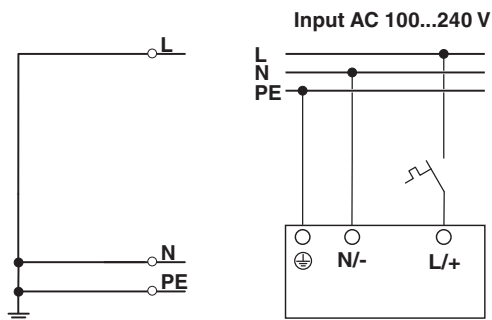 Input AC 100...240 V
L
L
N
PE
N
PE
N/-
L/+